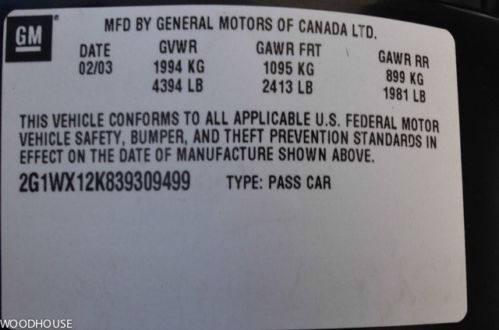 GM
MFD BY GENERAL MOTORS OF CANADA LTD.
DATE GVWR GAWR FRT GAWR RR
02/03 1994 KG 1095 KG 899 KG
4394 LB 2413 LB 1981 LB
THIS VEHICLE CONFORMS TO ALL APPLICABLE U.S. FEDERAL MOTOR
VEHICLE SAFETY, BUMPER, AND THEFT PREVENTION STANDARDS IN
EFFECT ON THE DATE OF MANUFACTURE SHOWN ABOVE.
2G1WX12K839309499 TYPE: PASS CAR
WOODHOUSE